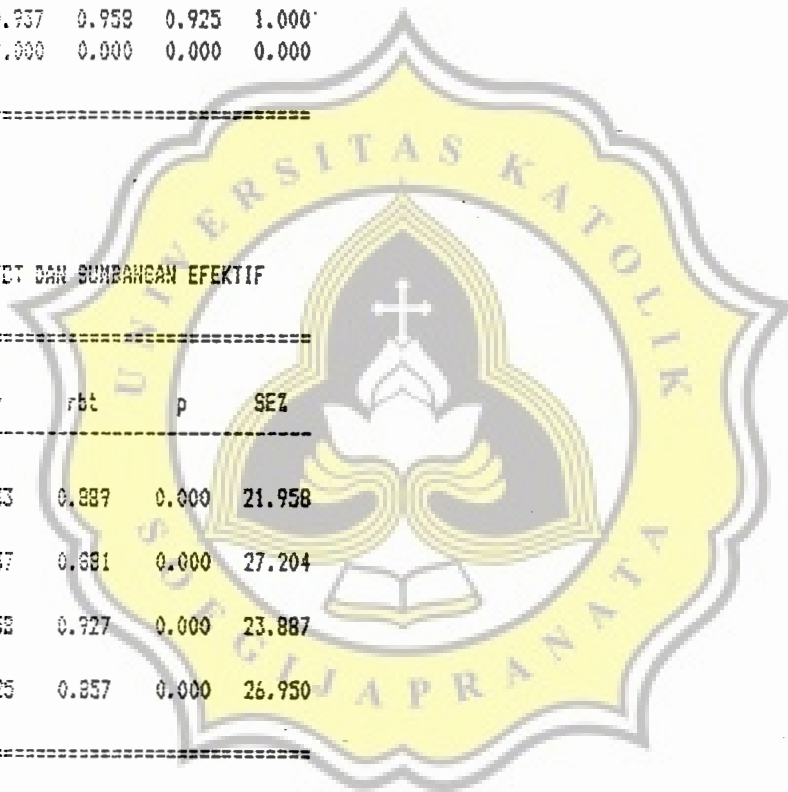 .937 0.958 0.925 1.000
.000 0.000 0.000 0.000
==============================
UNIVERSITAS KATOLIK
DAN SUMBANGAN EFEKTIF
==============================
rbt p SE%
------------------------------
0.889 0.000 21.958
0.881 0.000 27.204
0.927 0.000 23.887
0.857 0.000 26.950
==============================
SOEGIJAPRANATA